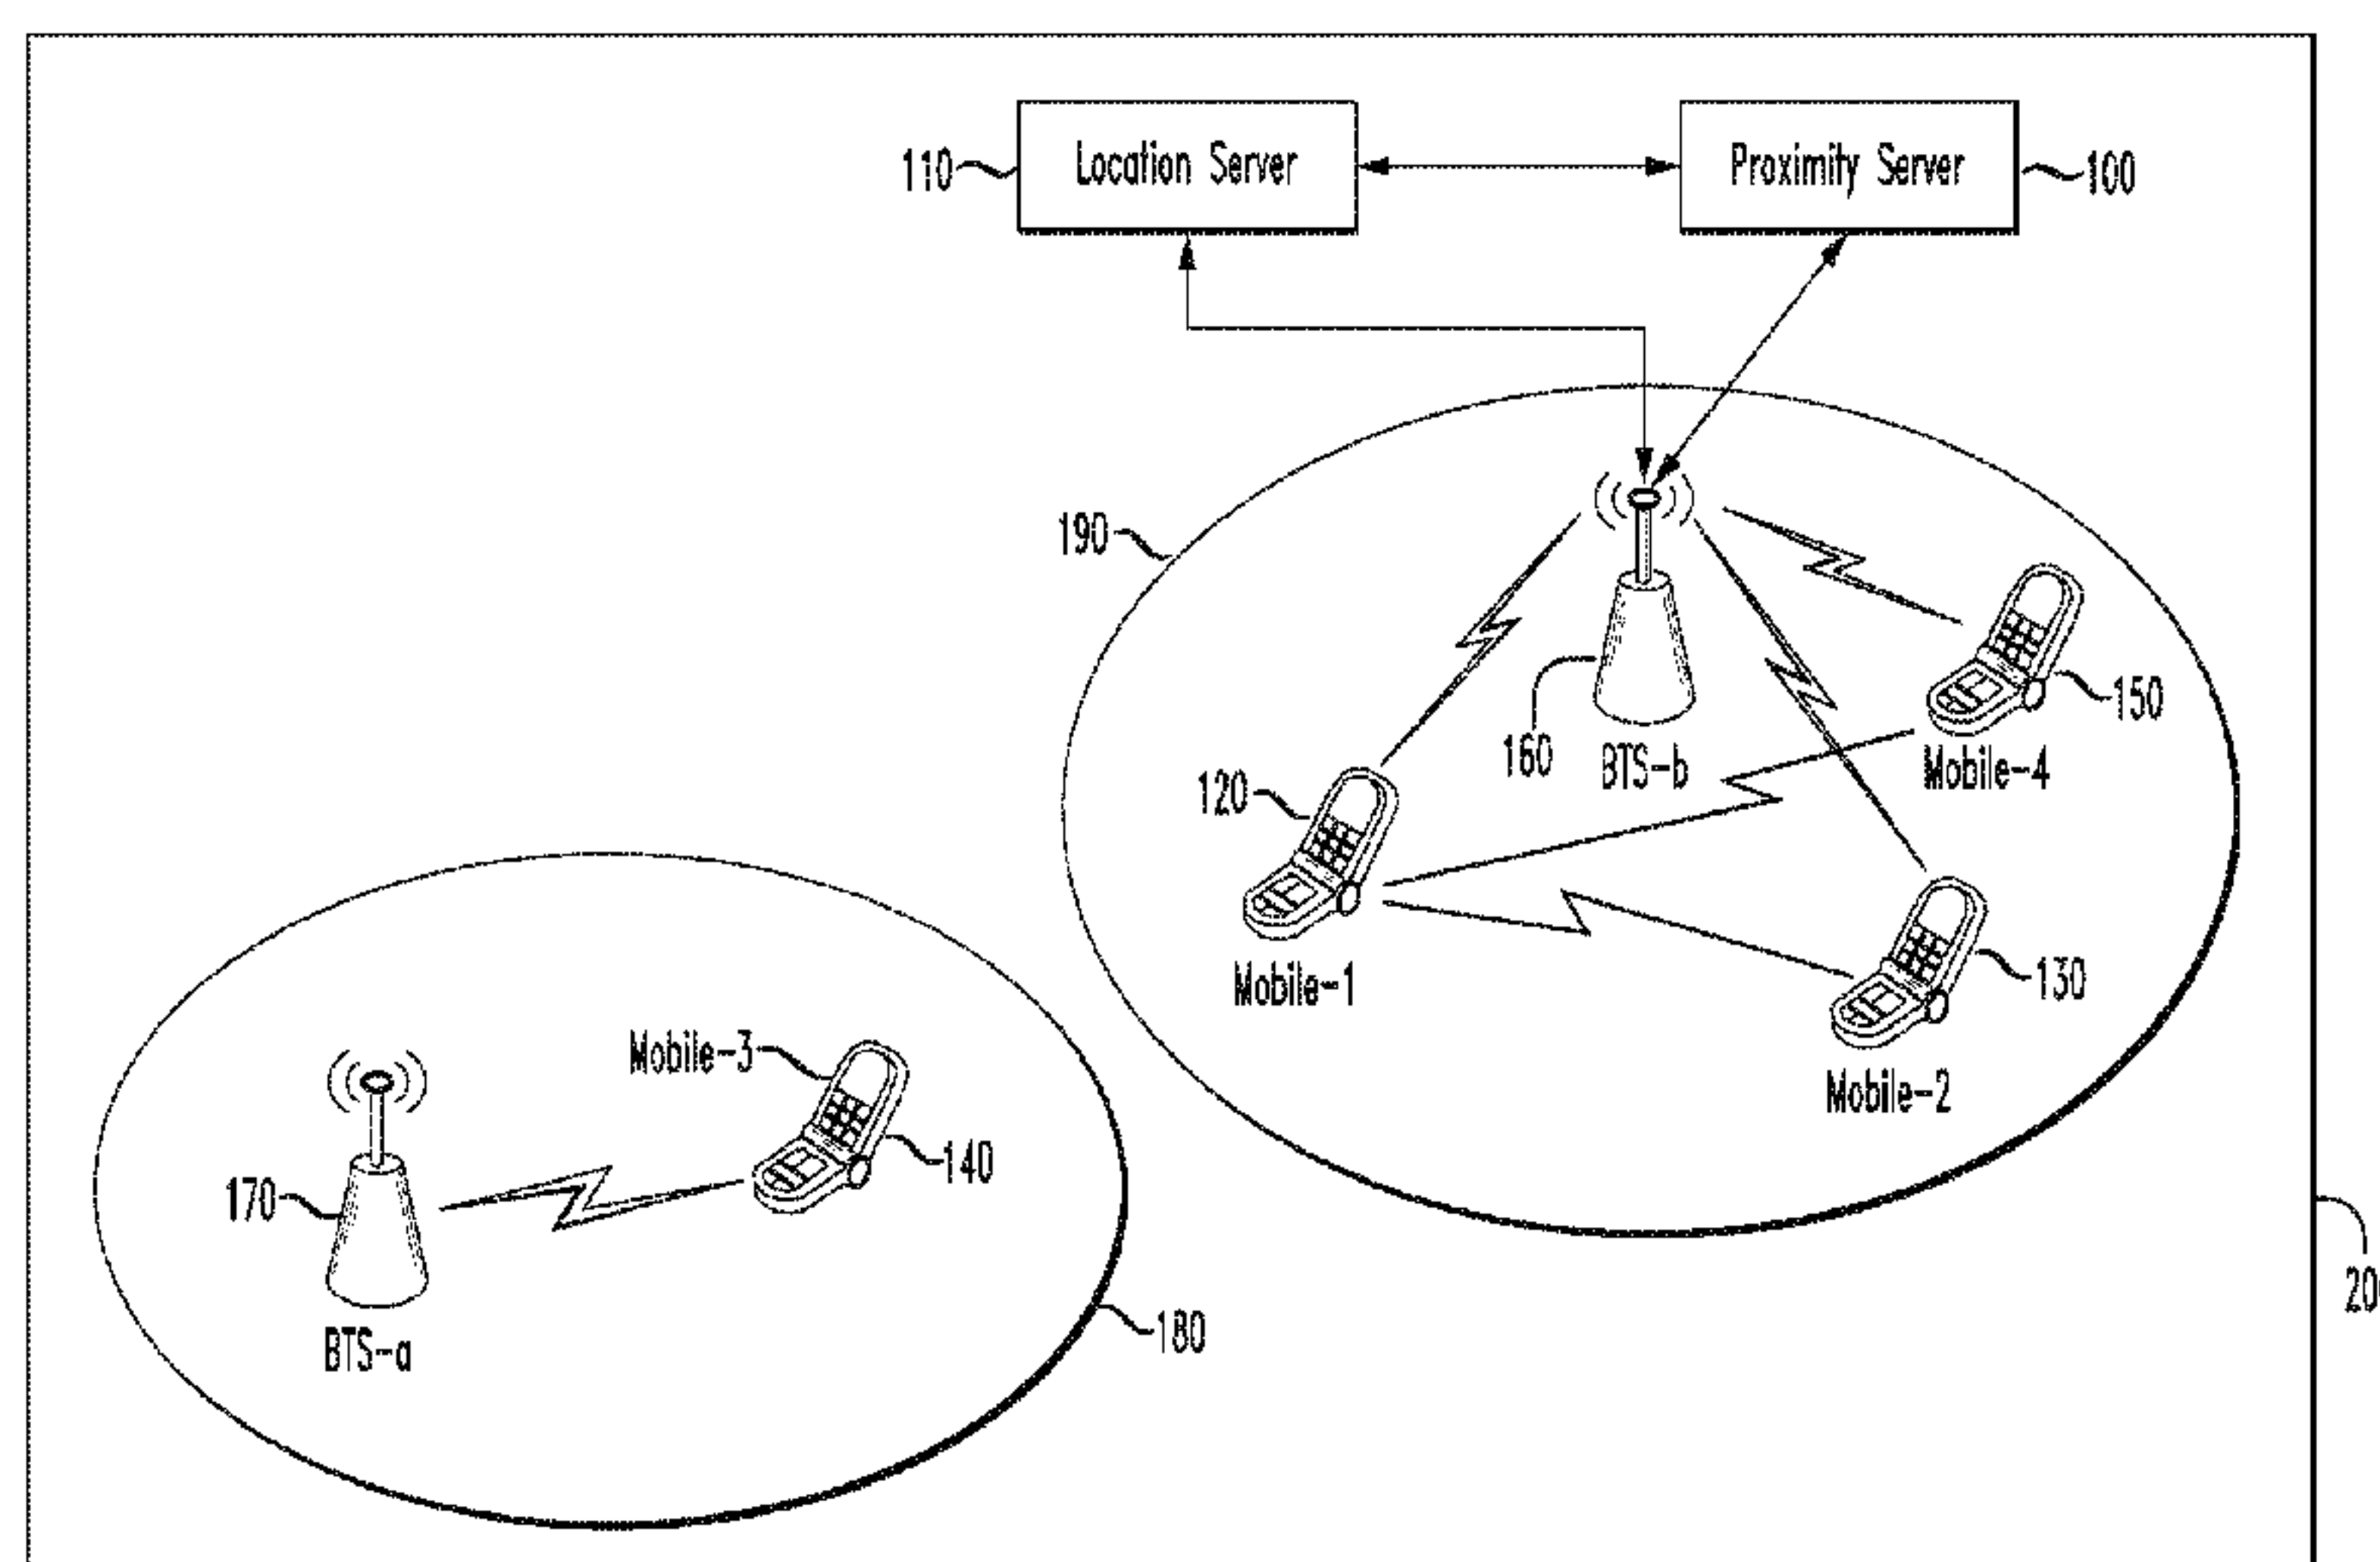 110
Location Server
Proximity Server
100
190
150
160
BTS-b
Mobile-4
120
Mobile-1
130
Mobile-2
Mobile-3
140
170
BTS-a
180
20